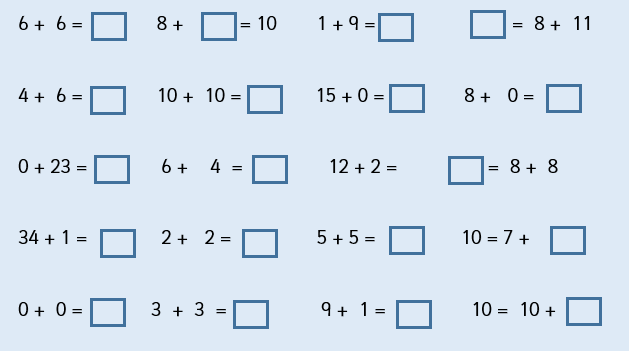 6 + 6 = 8 + = 10 1 + 9 = = 8 + 11
4 + 6 = 10 + 10 = 15 + 0 = 8 + 0 =
0 + 23 = 6 + 4 = 12 + 2 = = 8 + 8
34 + 1 = 2 + 2 = 5 + 5 = 10 = 7 +
0 + 0 = 3 + 3 = 9 + 1 = 10 = 10 +